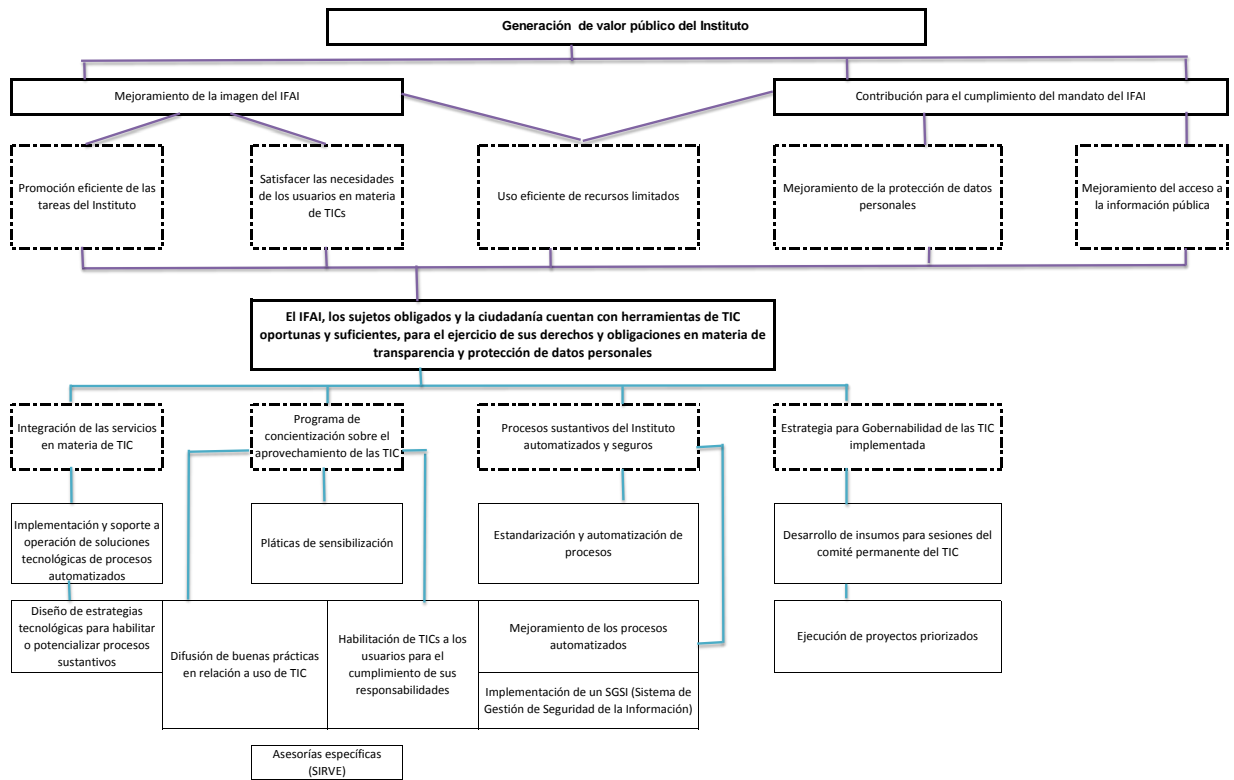 Generación de valor público del Instituto
Mejoramiento de la imagen del IFAI
Contribución para el cumplimiento del mandato del IFAI
Promoción eficiente de las
tareas del Instituto
Satisfacer las necesidades
de los usuarios en materia
de TICs
Uso eficiente de recursos limitados
Mejoramiento de la protección de datos
personales
Mejoramiento del acceso a
la información pública
El IFAI, los sujetos obligados y la ciudadanía cuentan con herramientas de TIC
oportunas y suficientes, para el ejercicio de sus derechos y obligaciones en materia de
transparencia y protección de datos personales
Integración de las servicios
en materia de TIC
Programa de
concientización sobre el
aprovechamiento de las TIC
Procesos sustantivos del Instituto
automatizados y seguros
Estrategia para Gobernabilidad de las TIC
implementada
Implementación y soporte a
operación de soluciones
tecnológicas de procesos
automatizados
Pláticas de sensibilización
Estandarización y automatización de
procesos
Desarrollo de insumos para sesiones del
comité permanente del TIC
Diseño de estrategias
tecnológicas para habilitar
o potencializar procesos
sustantivos
Difusión de buenas prácticas
en relación a uso de TIC
Habilitación de TICs a los
usuarios para el
cumplimiento de sus
responsabilidades
Mejoramiento de los procesos
automatizados
Ejecución de proyectos priorizados
Implementación de un SGSI (Sistema de
Gestión de Seguridad de la Información)
Asesorías específicas
(SIRVE)